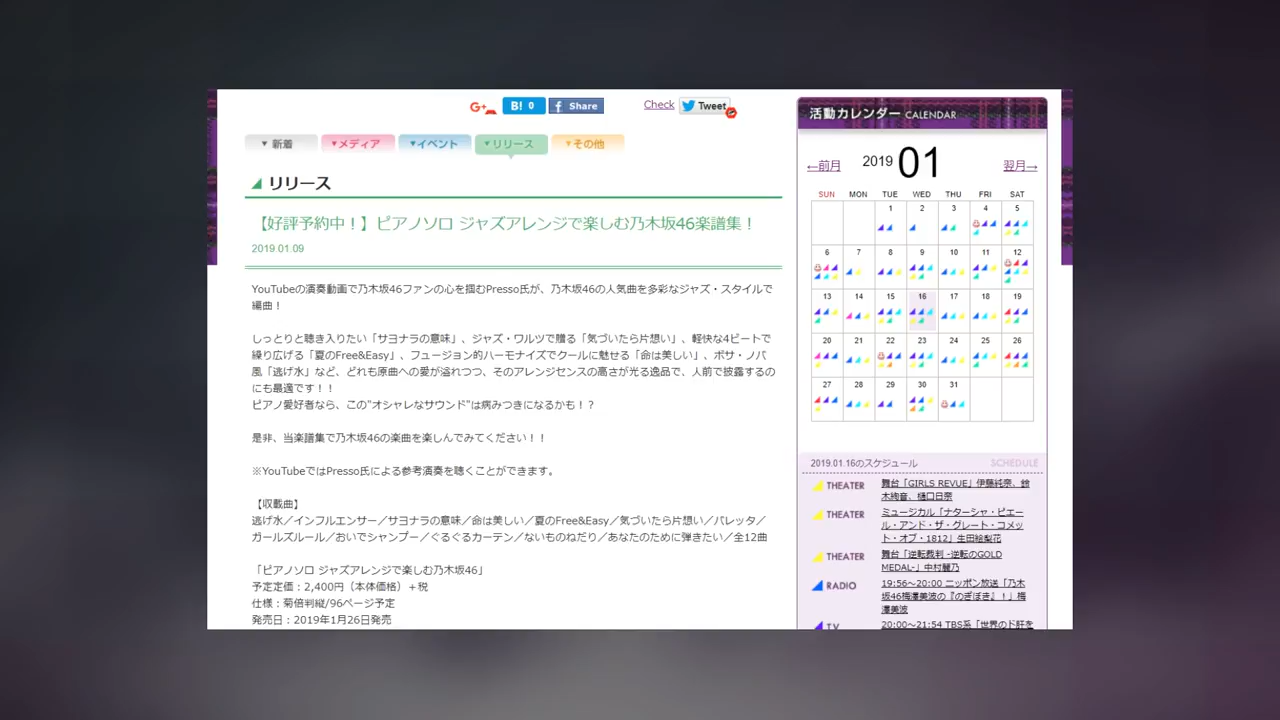 G+
B! 0
Share
Check
Tweet
▼新着
▼メディア
▼イベント
▼リリース
▼その他
リリース
【好評予約中！】ピアノソロ ジャズアレンジで楽しむ乃木坂46楽譜集！
2019.01.09
YouTubeの演奏動画で乃木坂46ファンの心を掴むPresso氏が、乃木坂46の人気曲を多彩なジャズ・スタイルで
編曲！
しっとりと聴き入りたい「サヨナラの意味」、ジャズ・ワルツで贈る「気づいたら片想い」、軽快な4ビートで
繰り広げる「夏のFree&Easy」、フュージョン的ハーモナイズでクールに魅せる「命は美しい」、ボサ・ノバ
風「逃げ水」など、どれも原曲への愛が溢れつつ、そのアレンジセンスの高さが光る逸品で、人前で披露するの
にも最適です！！
ピアノ愛好者なら、この"オシャレなサウンド"は病みつきになるかも！？
是非、当楽譜集で乃木坂46の楽曲を楽しんでみてください！！
※YouTubeではPresso氏による参考演奏を聴くことができます。
【収載曲】
逃げ水／インフルエンサー／サヨナラの意味／命は美しい／夏のFree&Easy／気づいたら片想い／バレッタ／
ガールズルール／おいでシャンプー／ぐるぐるカーテン／ないものねだり／あなたのために弾きたい／全12曲
「ピアノソロ ジャズアレンジで楽しむ乃木坂46」
予定定価：2,400円（本体価格）＋税
仕様：菊倍判縦/96ページ予定
発売日：2019年1月26日発売
活動カレンダー CALENDAR
←前月 2019 01 翌月→
SUN MON TUE WED THU FRI SAT
1 2 3 4 5
6 7 8 9 10 11 12
13 14 15 16 17 18 19
20 21 22 23 24 25 26
27 28 29 30 31
2019.01.16のスケジュール SCHEDULE
THEATER 舞台「GIRLS REVUE」伊藤純奈、鈴
木絢音、樋口日奈
THEATER ミュージカル「ナターシャ・ピエー
ル・アンド・ザ・グレート・コメッ
ト・オブ・1812」生田絵梨花
THEATER 舞台「逆転裁判 -逆転のGOLD
MEDAL-」中村麗乃
RADIO 19:56～20:00 ニッポン放送「乃木
坂46梅澤美波の『のぎぼき』！」梅
澤美波
TV 20:00～21:54 TBS系「世界のド肝を